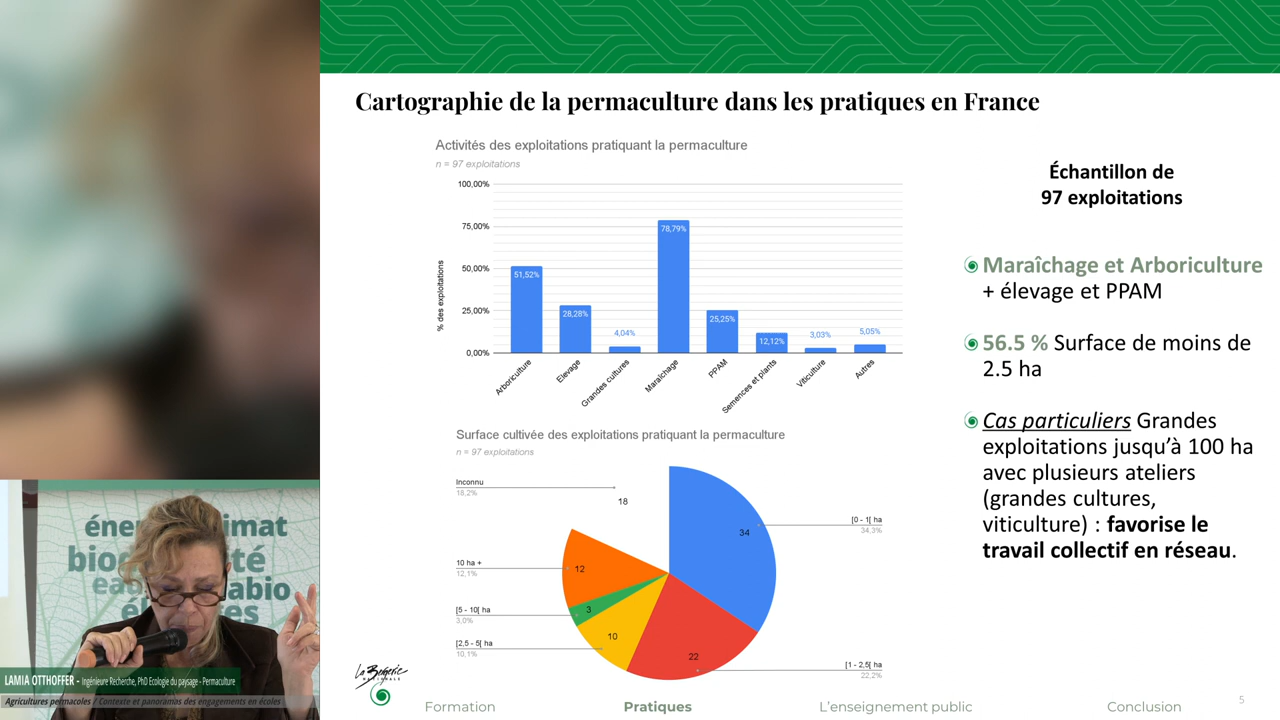 Cartographie de la permaculture dans les pratiques en France
Activités des exploitations pratiquant la permaculture
n = 97 exploitations
% des exploitations
100,00%
75,00%
50,00%
25,00%
0,00%
51,52%
28,28%
4,04%
78,79%
25,25%
12,12%
3,03%
5,05%
Arboriculture
Elevage
Grandes cultures
Maraîchage
PPAM
Semences et plants
Viticulture
Autres
Surface cultivée des exploitations pratiquant la permaculture
n = 97 exploitations
Inconnu
18,2%
18
10 ha +
12,1%
12
[5 - 10[ ha
3,0%
3
[2,5 - 5[ ha
10,1%
10
[0 - 1[ ha
34,3%
34
[1 - 2,5[ ha
22,2%
22
Échantillon de
97 exploitations
Maraîchage et Arboriculture
+ élevage et PPAM
56.5 % Surface de moins de
2.5 ha
Cas particuliers Grandes
exploitations jusqu’à 100 ha
avec plusieurs ateliers
(grandes cultures,
viticulture) : favorise le
travail collectif en réseau.
La Bergerie
NATIONALE
Formation
Pratiques
L’enseignement public
Conclusion
5
LAMIA OTTHOFFER - Ingénieure Recherche, PhD Ecologie du paysage - Permaculture
Agricultures permacoles / Contexte et panoramas des engagements en écoles